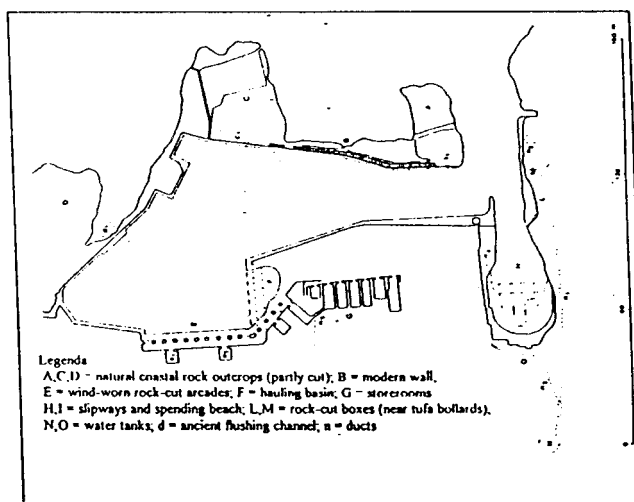 Legenda
A,C,D = natural coastal rock outcrops (partly cut); B = modern wall,
E = wind-worn rock-cut arcades; F = hauling basin; G = storerooms
H,I = slipways and spending beach; L,M = rock-cut boxes (near tufa bollards),
N,O = water tanks; d = ancient flushing channel; n = ducts